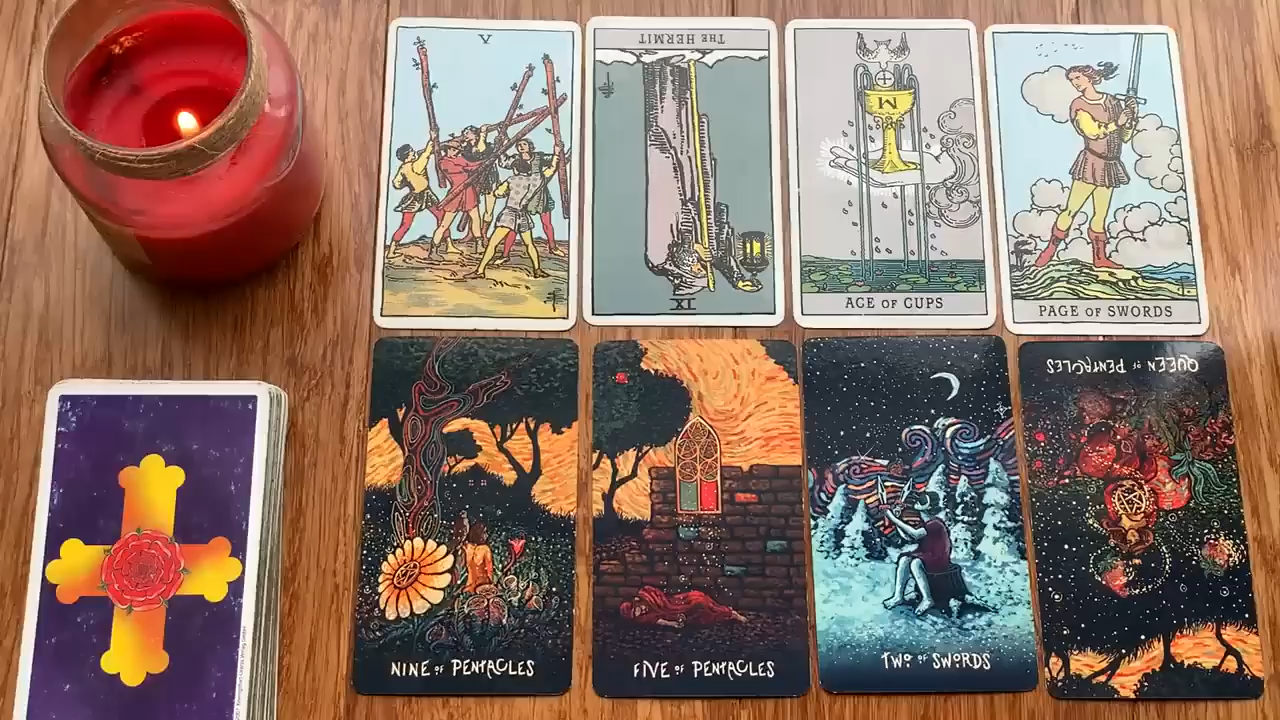 V
THE HERMIT
IX
ACE OF CUPS
PAGE OF SWORDS
NINE OF PENTACLES
FIVE OF PENTACLES
TWO OF SWORDS
QUEEN OF PENTACLES